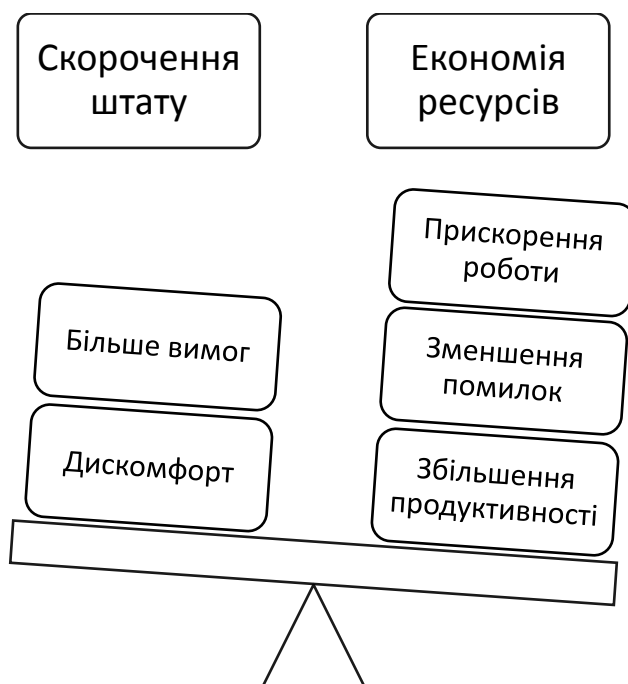 Скорочення
штату
Економія
ресурсів
Прискорення
роботи
Більше вимог
Зменшення
помилок
Дискомфорт
Збільшення
продуктивності